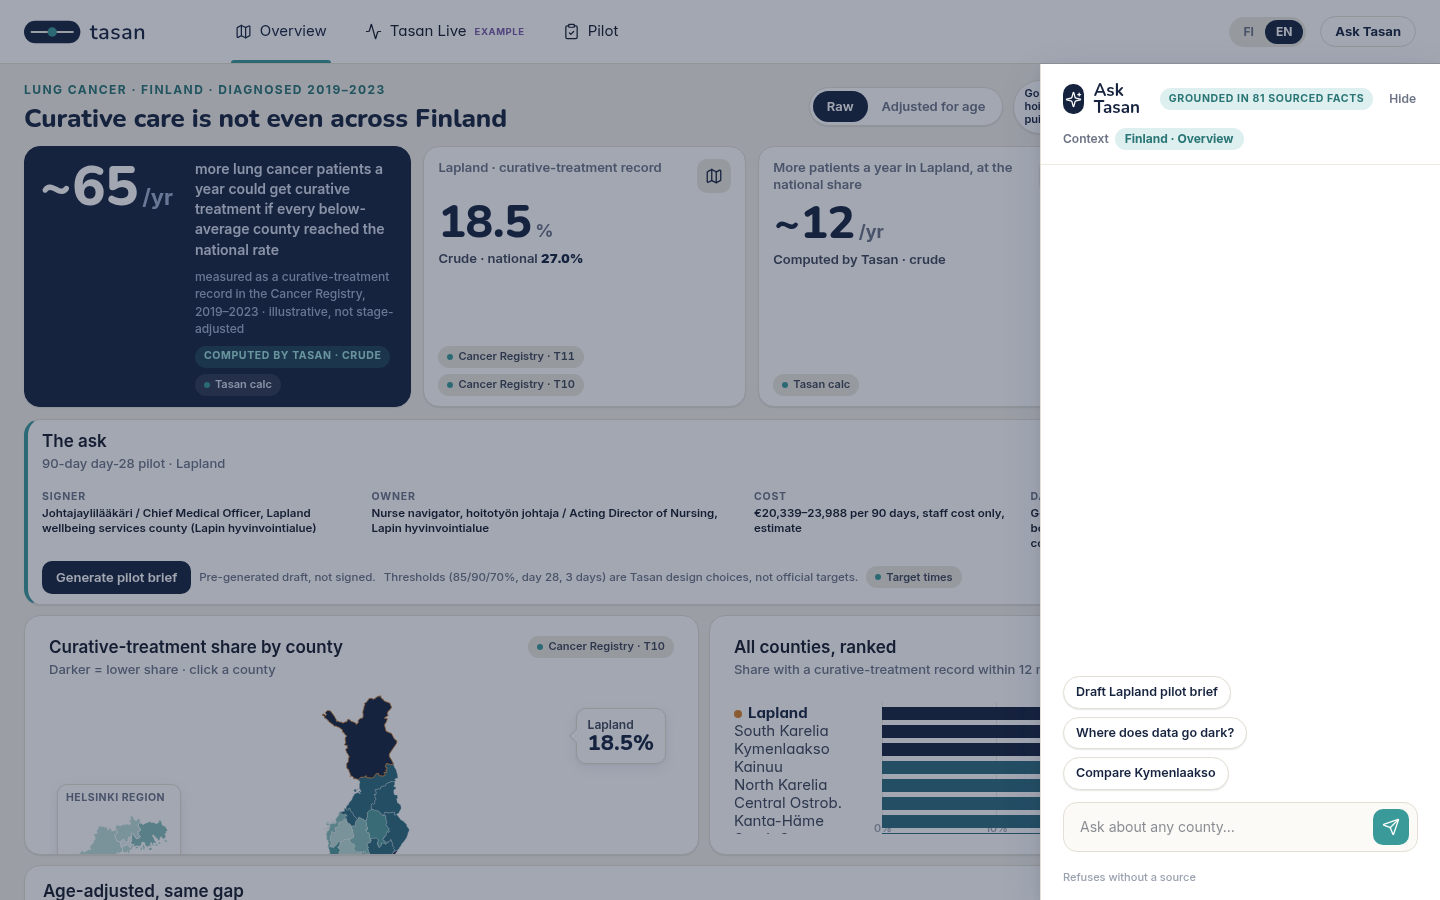 tasan
Overview
Tasan Live EXAMPLE
Pilot
FI EN
Ask Tasan
LUNG CANCER · FINLAND · DIAGNOSED 2019–2023
Curative care is not even across Finland
Raw
Adjusted for age
~65 /yr
more lung cancer patients a
year could get curative
treatment if every below-
average county reached the
national rate
measured as a curative-treatment
record in the Cancer Registry,
2019–2023 · illustrative, not stage-
adjusted
COMPUTED BY TASAN · CRUDE
Tasan calc
Lapland · curative-treatment record
18.5 %
Crude · national 27.0%
Cancer Registry · T11
Cancer Registry · T10
More patients a year in Lapland, at the
national share
~12 /yr
Computed by Tasan · crude
Tasan calc
The ask
90-day day-28 pilot · Lapland
SIGNER
Johtajaylilääkäri / Chief Medical Officer, Lapland
wellbeing services county (Lapin hyvinvointialue)
OWNER
Nurse navigator, hoitotyön johtaja / Acting Director of Nursing,
Lapin hyvinvointialue
COST
€20,339–23,988 per 90 days, staff cost only,
estimate
Generate pilot brief
Pre-generated draft, not signed. Thresholds (85/90/70%, day 28, 3 days) are Tasan design choices, not official targets.
Target times
Curative-treatment share by county
Cancer Registry · T10
Darker = lower share · click a county
Lapland
18.5%
HELSINKI REGION
All counties, ranked
Share with a curative-treatment record within 12
Lapland
South Karelia
Kymenlaakso
Kainuu
North Karelia
Central Ostrob.
Kanta-Häme
0%
10%
Age-adjusted, same gap
Ask
Tasan
GROUNDED IN 81 SOURCED FACTS
Hide
Context Finland · Overview
Draft Lapland pilot brief
Where does data go dark?
Compare Kymenlaakso
Ask about any county...
Refuses without a source